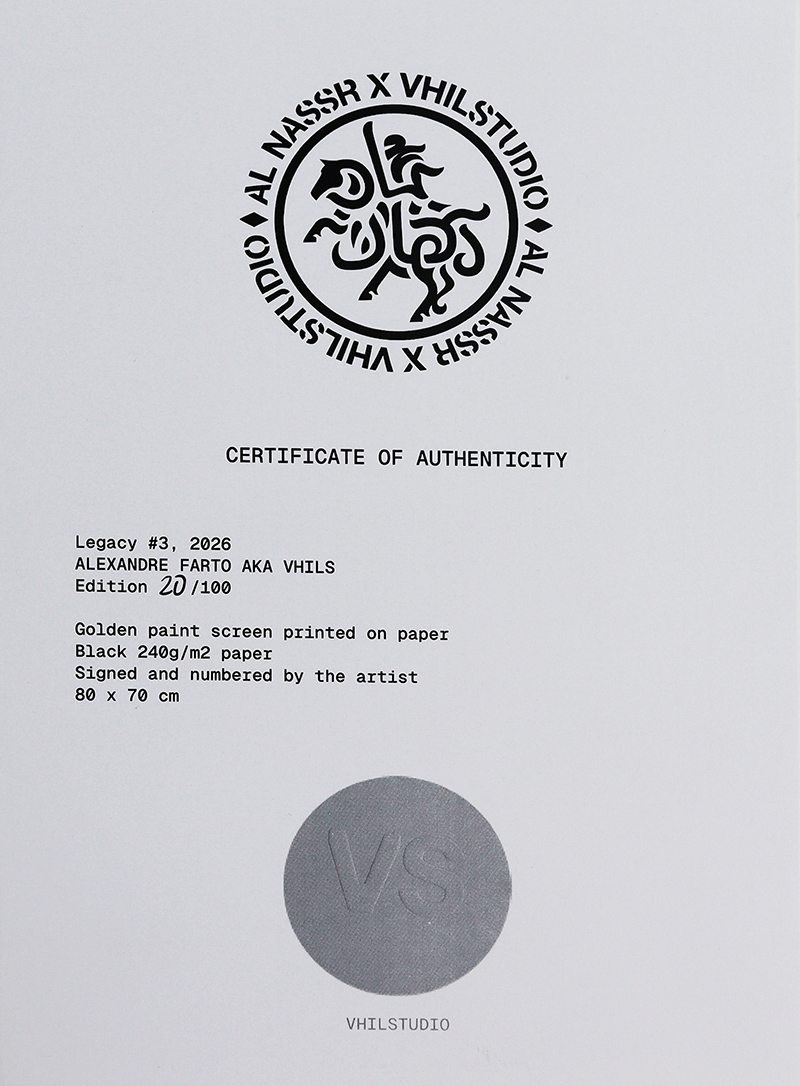 AL NASSR X VHILSTUDIO ♦ AL NASSR X VHILSTUDIO ♦
CERTIFICATE OF AUTHENTICITY
Legacy #3, 2026
ALEXANDRE FARTO AKA VHILS
Edition 20/100
Golden paint screen printed on paper
Black 240g/m2 paper
Signed and numbered by the artist
80 x 70 cm
VS
VHILSTUDIO